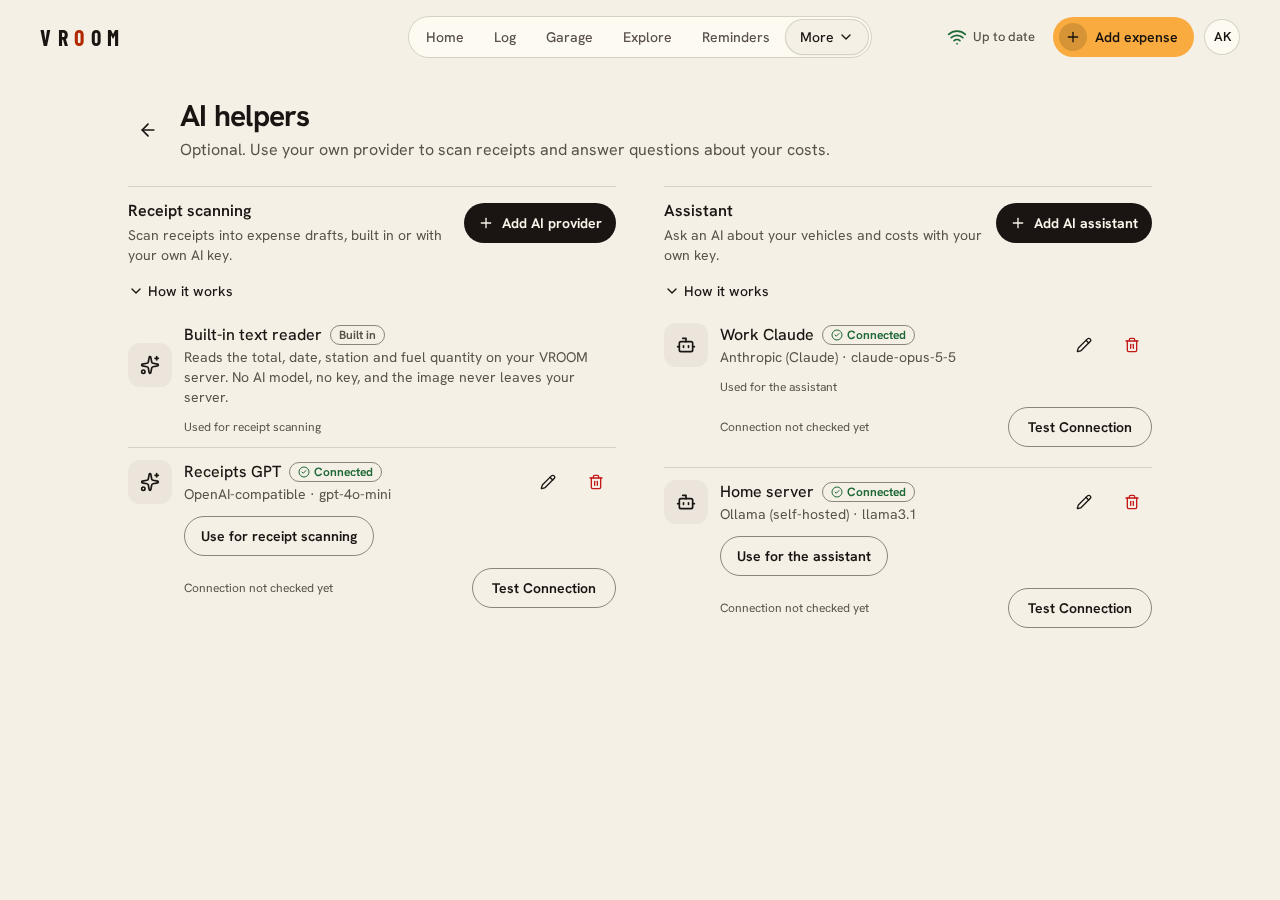 VROOM
Home
Log
Garage
Explore
Reminders
More
Up to date
Add expense
AK
AI helpers
Optional. Use your own provider to scan receipts and answer questions about your costs.
Receipt scanning
Add AI provider
Scan receipts into expense drafts, built in or with
your own AI key.
How it works
Built-in text reader
Built in
Reads the total, date, station and fuel quantity on your VROOM
server. No AI model, no key, and the image never leaves your
server.
Used for receipt scanning
Receipts GPT
Connected
OpenAI-compatible · gpt-4o-mini
Use for receipt scanning
Connection not checked yet
Test Connection
Assistant
Add AI assistant
Ask an AI about your vehicles and costs with your
own key.
How it works
Work Claude
Connected
Anthropic (Claude) · claude-opus-5-5
Used for the assistant
Connection not checked yet
Test Connection
Home server
Connected
Ollama (self-hosted) · llama3.1
Use for the assistant
Connection not checked yet
Test Connection